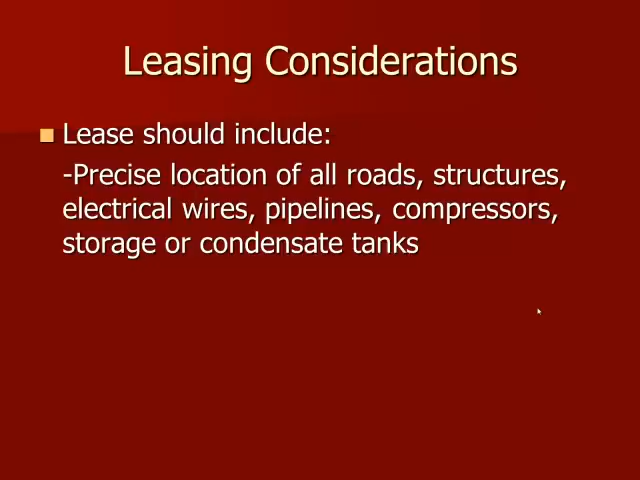 Leasing Considerations
Lease should include:
-Precise location of all roads, structures,
electrical wires, pipelines, compressors,
storage or condensate tanks